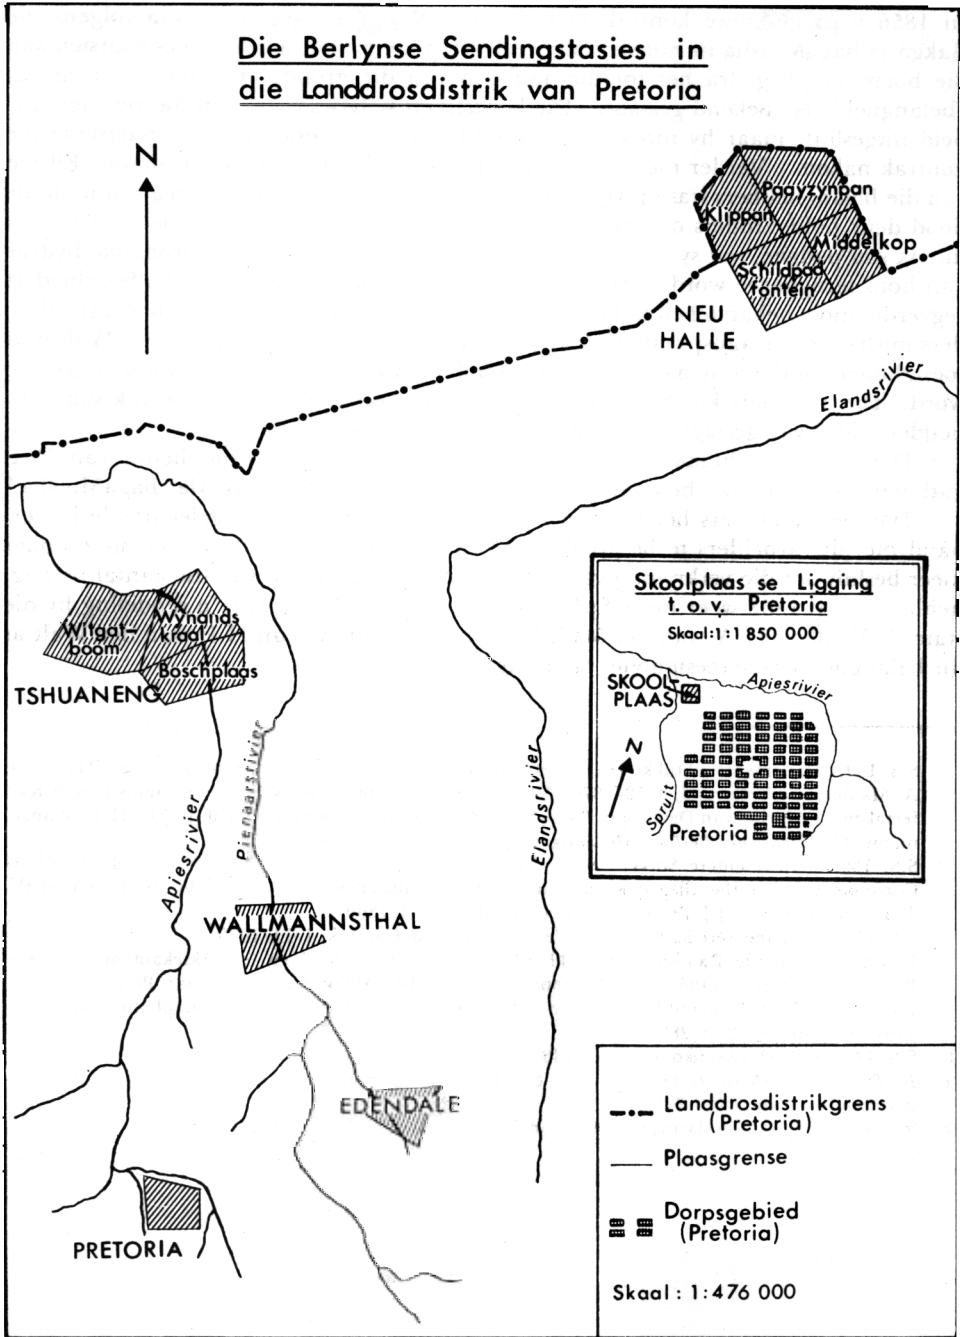 Die Berlynse Sendingstasies in
die Landdrosdistrik van Pretoria
N
Paayzynpan
Klippan
Middelkop
Schildpad
fontein
NEU
HALLE
Elandsrivier
Witgat-
boom
Wynands
kraal
Boschplaas
TSHUANENG
Apiesrivier
Pienaarsrivier
Elandsrivier
WALLMANNSTHAL
EDENDALE
PRETORIA
Skoolplaas se Ligging
t.o.v. Pretoria
Skaal:1:1 850 000
SKOOL-
PLAAS
Apiesrivier
N
Spruit
Pretoria
Landdrosdistrikgrens
(Pretoria)
Plaasgrense
Dorpsgebied
(Pretoria)
Skaal : 1:476 000